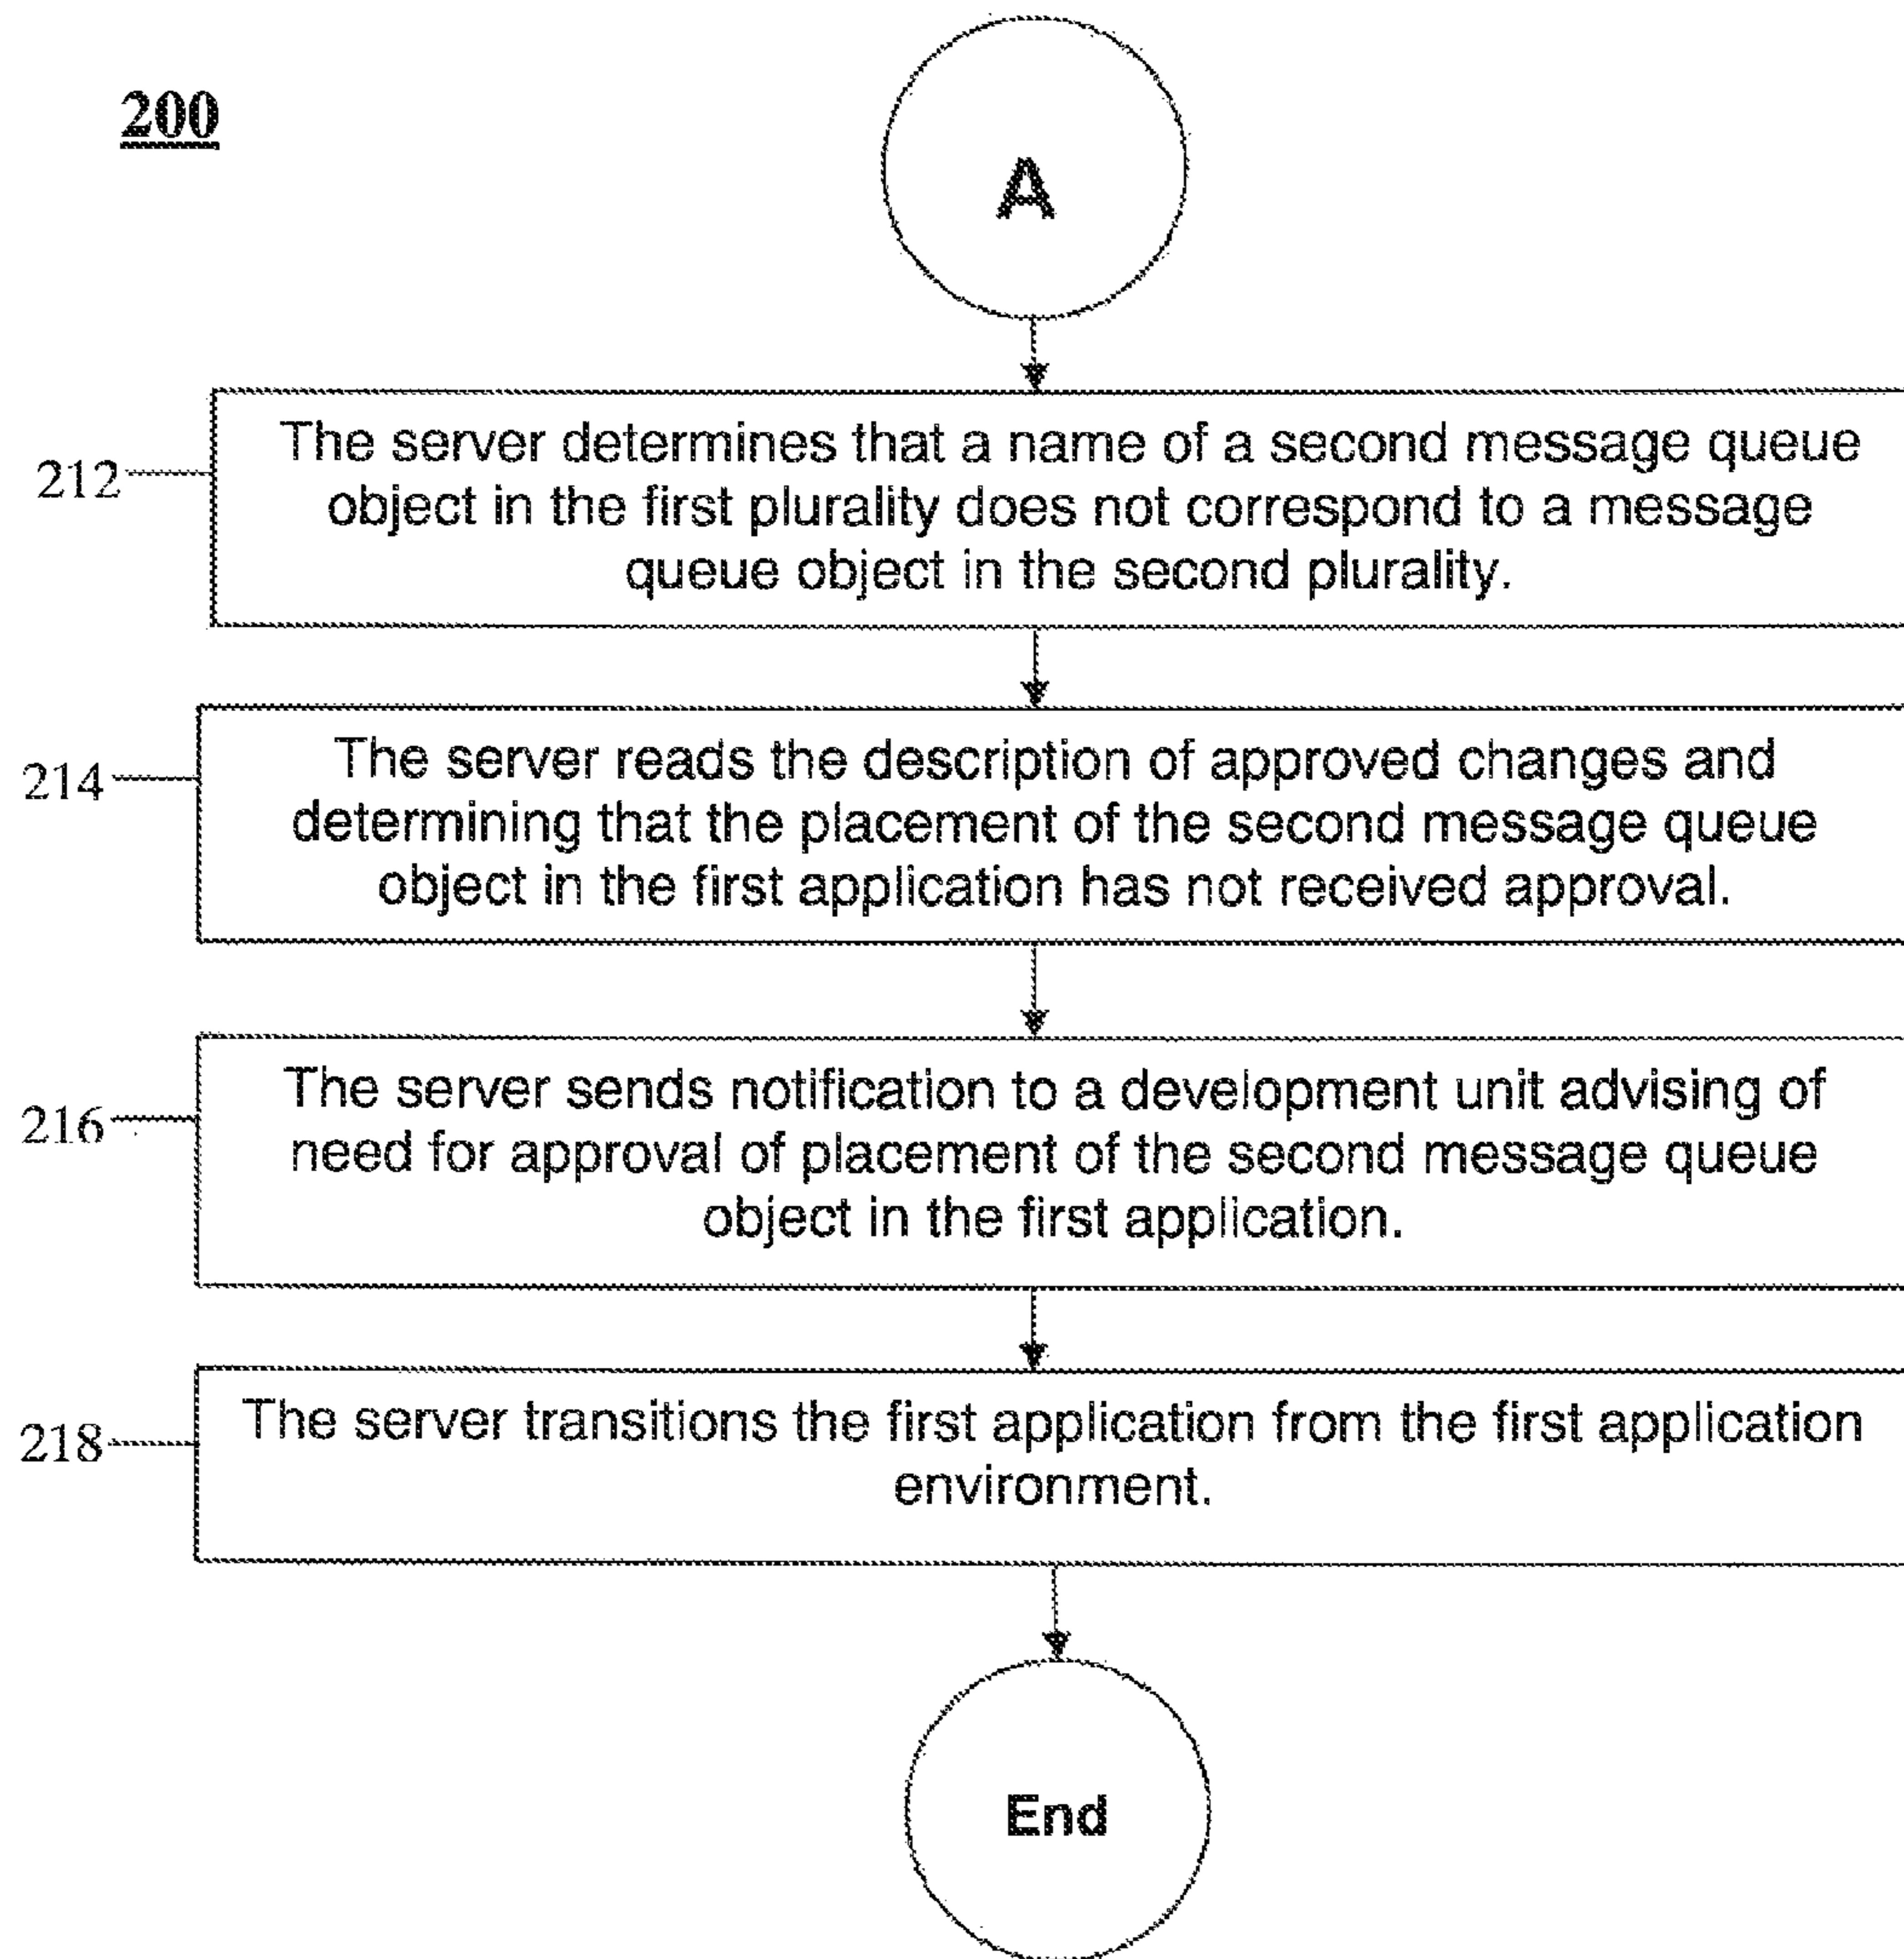 200
A
212
The server determines that a name of a second message queue
object in the first plurality does not correspond to a message
queue object in the second plurality.
214
The server reads the description of approved changes and
determining that the placement of the second message queue
object in the first application has not received approval.
216
The server sends notification to a development unit advising of
need for approval of placement of the second message queue
object in the first application.
218
The server transitions the first application from the first application
environment.
End